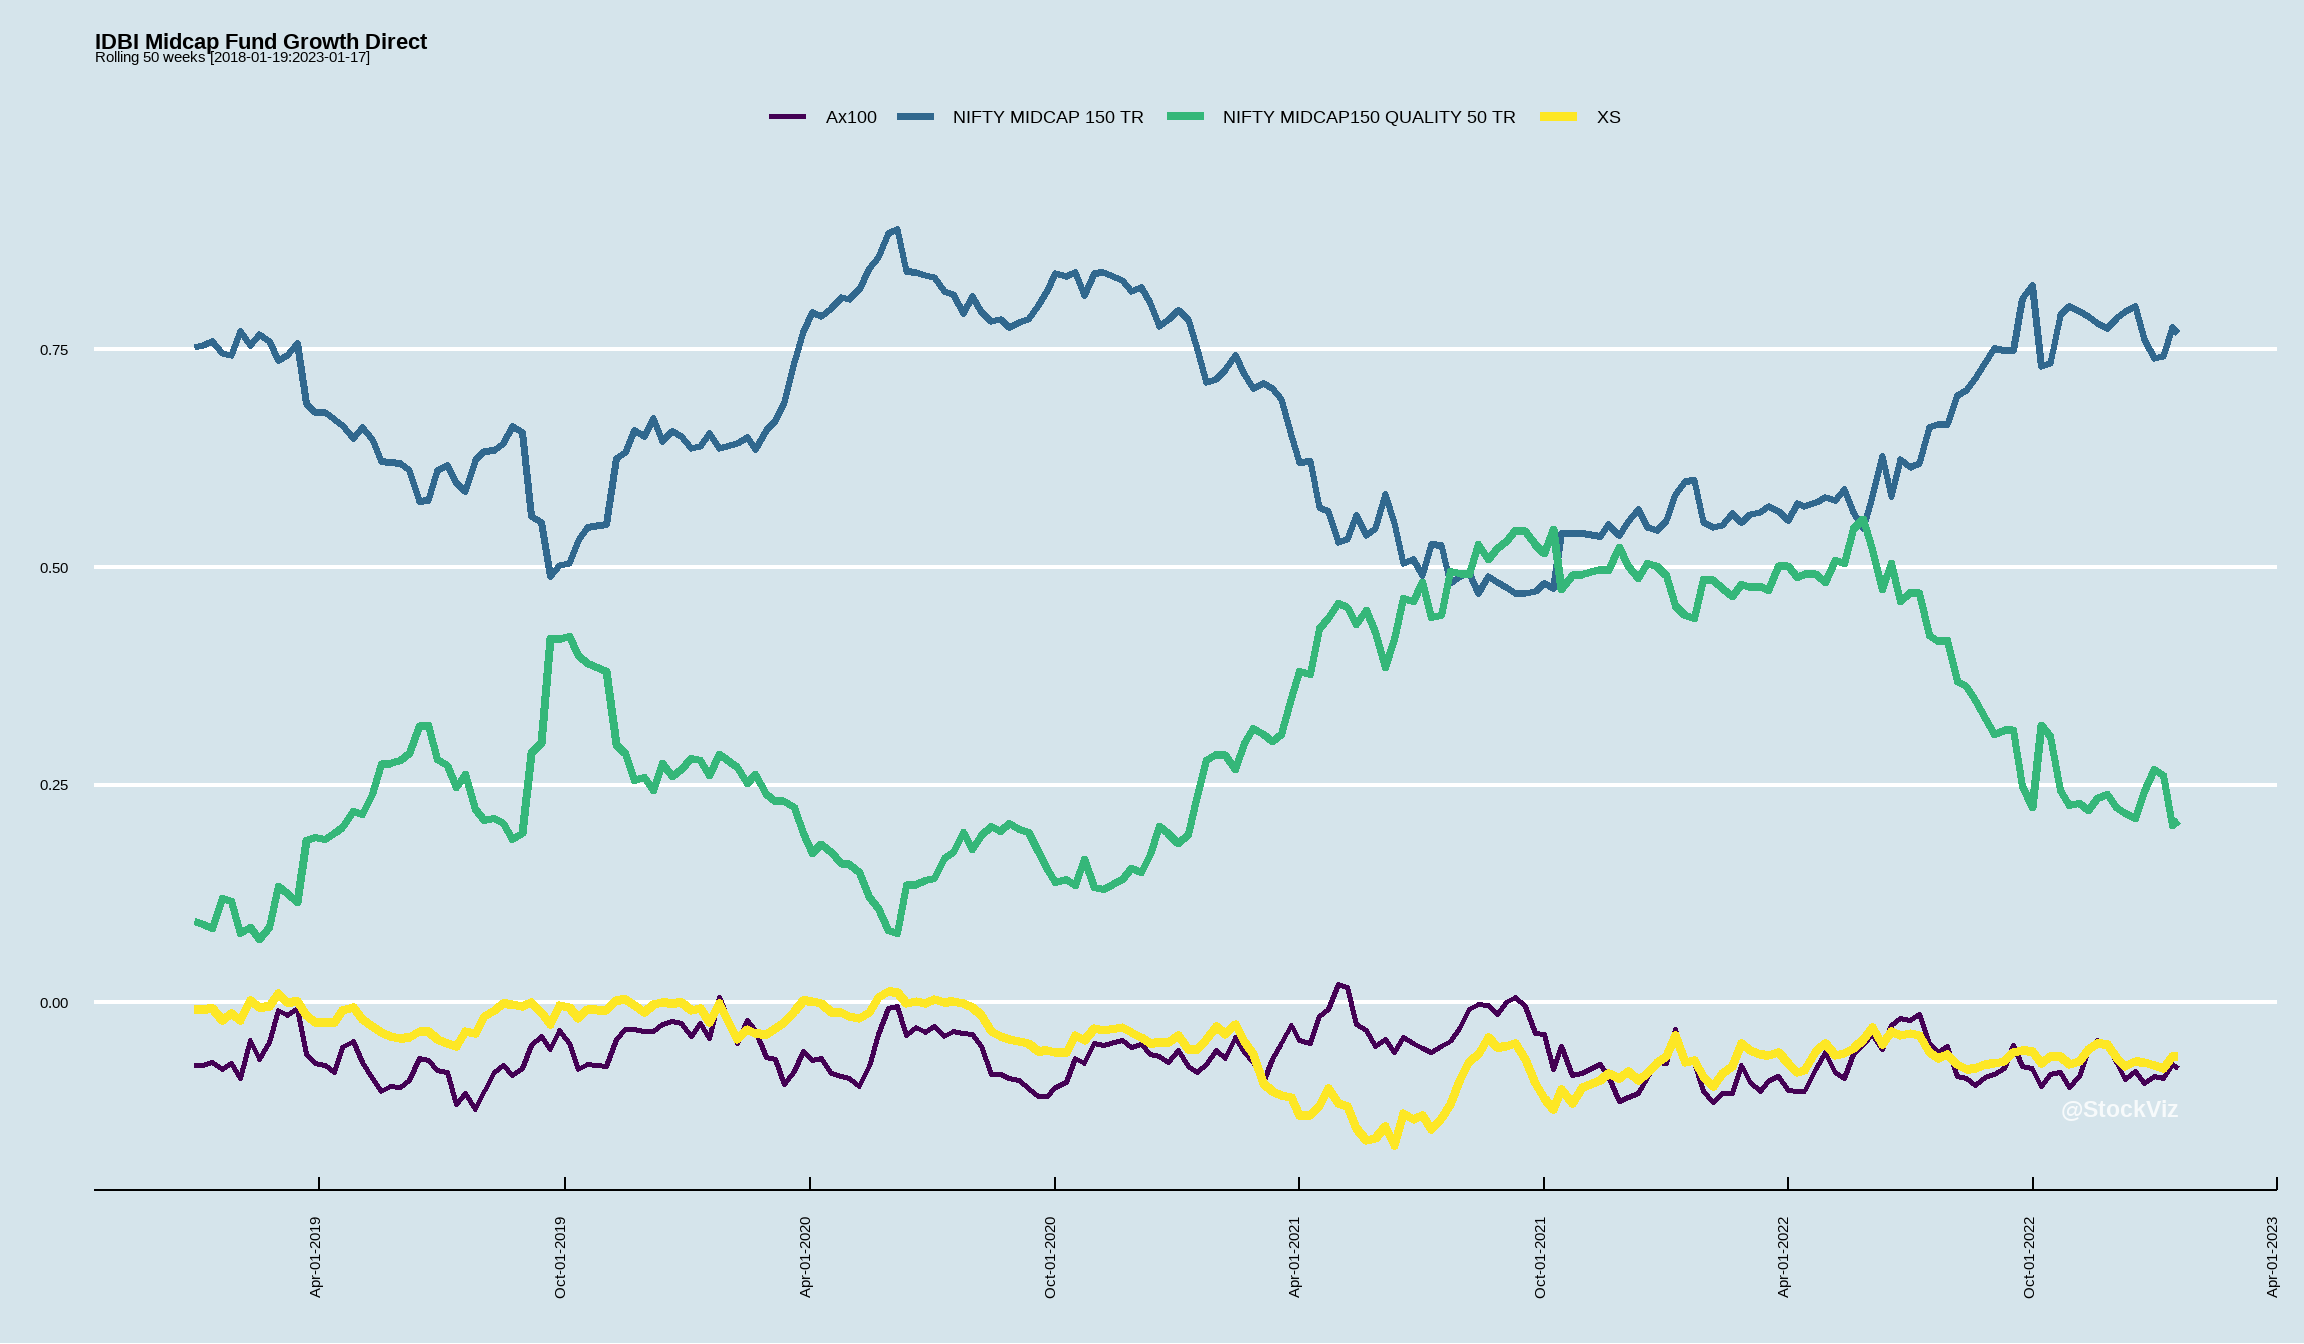 IDBI Midcap Fund Growth Direct
Rolling 50 weeks [2018-01-19:2023-01-17]
Ax100 NIFTY MIDCAP 150 TR NIFTY MIDCAP150 QUALITY 50 TR XS
0.75
0.50
0.25
0.00
@StockViz
Apr-01-2019 Oct-01-2019 Apr-01-2020 Oct-01-2020 Apr-01-2021 Oct-01-2021 Apr-01-2022 Oct-01-2022 Apr-01-2023